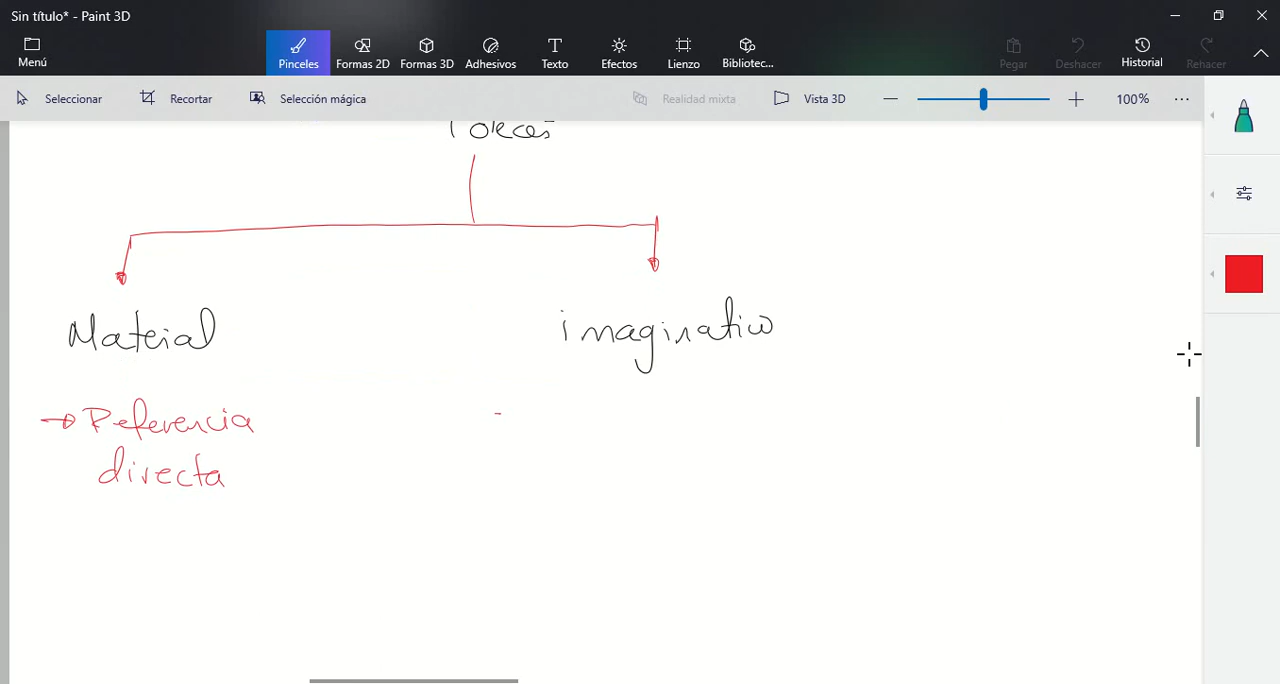 Sin título* - Paint 3D
Menú
Pinceles
Formas 2D
Formas 3D
Adhesivos
Texto
Efectos
Lienzo
Bibliotec...
Pegar
Deshacer
Historial
Rehacer
Seleccionar
Recortar
Selección mágica
Realidad mixta
Vista 3D
100%
Material
imaginativo
Referencia
directa